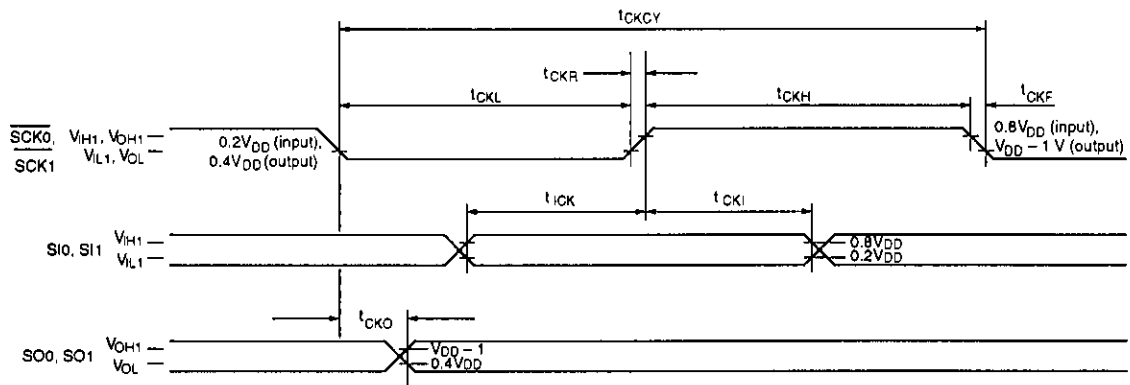 tCKCY
tCKR
tCKL
tCKH
tCKF
SCK0, VIH1, VOH1
SCK1 VIL1, VOL
0.2VDD (input),
0.4VDD (output)
0.8VDD (input),
VDD – 1 V (output)
tICK
tCKI
SI0, SI1
VIH1
VIL1
0.8VDD
0.2VDD
tCKO
SO0, SO1
VOH1
VOL
VDD – 1
0.4VDD